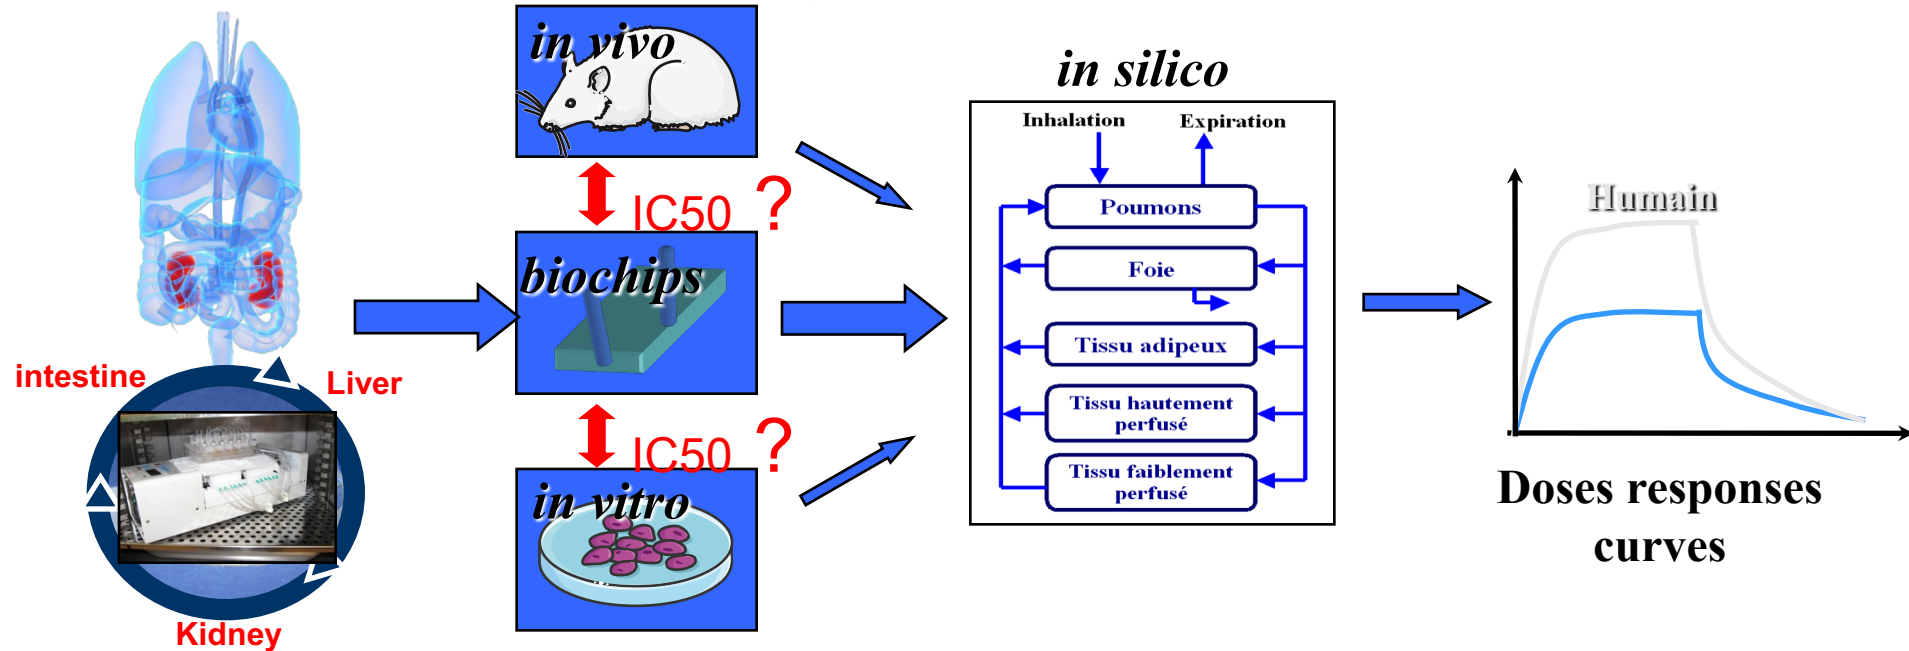 intestine
Liver
Kidney
in vivo
IC50 ?
biochips
IC50 ?
in vitro
in silico
Inhalation
Expiration
Poumons
Foie
Tissu adipeux
Tissu hautement
perfusé
Tissu faiblement
perfusé
Humain
Doses responses
curves